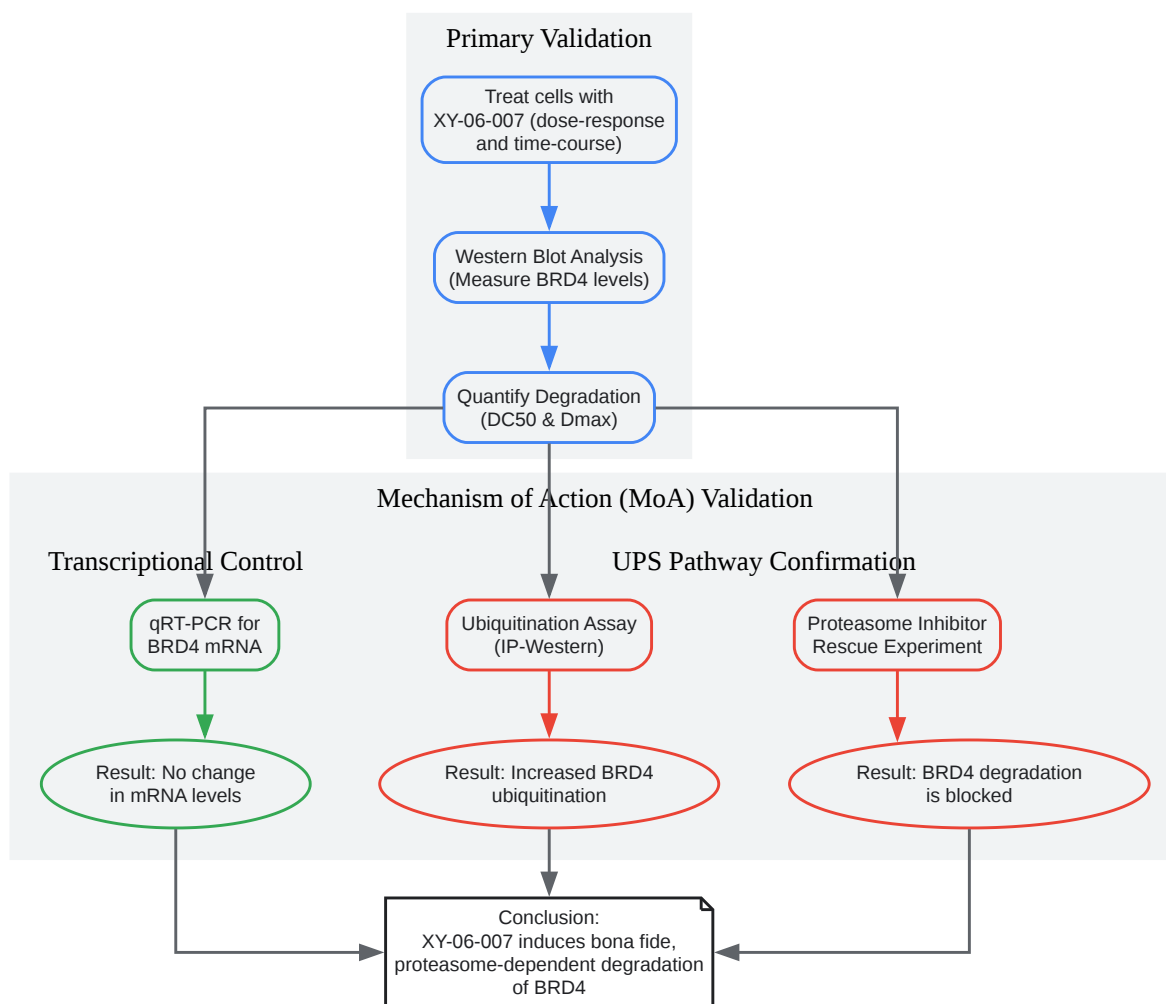 Primary Validation
Treat cells with
XY-06-007 (dose-response
and time-course)
Western Blot Analysis
(Measure BRD4 levels)
Quantify Degradation
(DC50 & Dmax)
Mechanism of Action (MoA) Validation
Transcriptional Control
UPS Pathway Confirmation
qRT-PCR for
BRD4 mRNA
Ubiquitination Assay
(IP-Western)
Proteasome Inhibitor
Rescue Experiment
Result: No change
in mRNA levels
Result: Increased BRD4
ubiquitination
Result: BRD4 degradation
is blocked
Conclusion:
XY-06-007 induces bona fide,
proteasome-dependent degradation
of BRD4